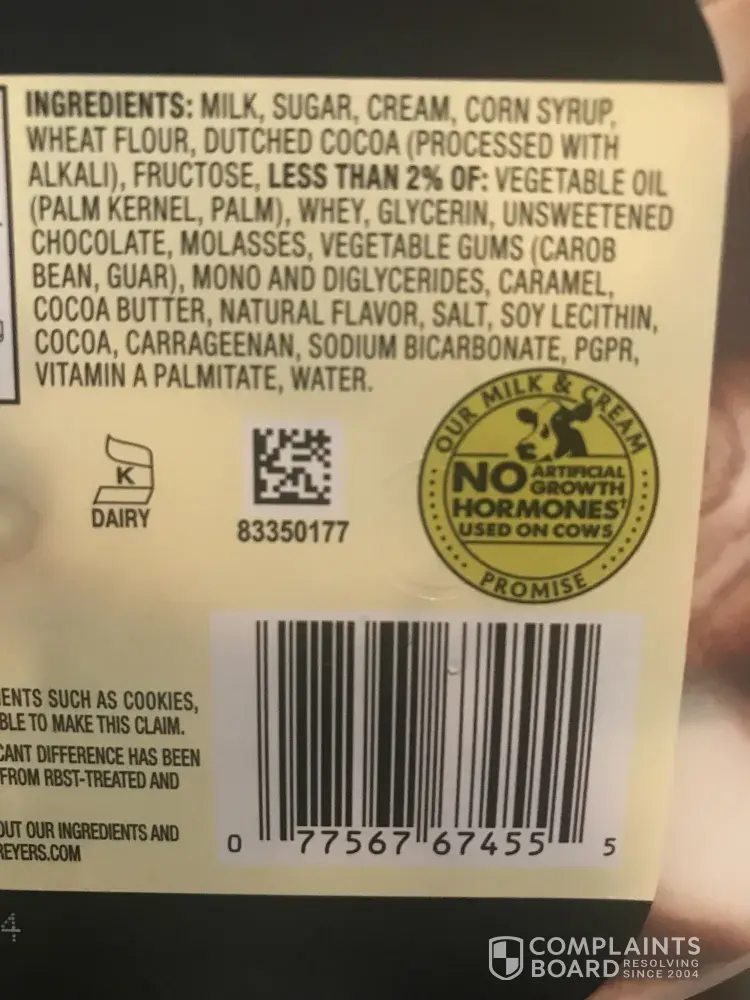 INGREDIENTS: MILK, SUGAR, CREAM, CORN SYRUP,
WHEAT FLOUR, DUTCHED COCOA (PROCESSED WITH
ALKALI), FRUCTOSE, LESS THAN 2% OF: VEGETABLE OIL
(PALM KERNEL, PALM), WHEY, GLYCERIN, UNSWEETENED
CHOCOLATE, MOLASSES, VEGETABLE GUMS (CAROB
BEAN, GUAR), MONO AND DIGLYCERIDES, CARAMEL,
COCOA BUTTER, NATURAL FLAVOR, SALT, SOY LECITHIN,
COCOA, CARRAGEENAN, SODIUM BICARBONATE, PGPR,
VITAMIN A PALMITATE, WATER.
K
DAIRY
83350177
OUR MILK & CREAM
NO ARTIFICIAL
GROWTH
HORMONES†
USED ON COWS
PROMISE
ENTS SUCH AS COOKIES,
BLE TO MAKE THIS CLAIM.
CANT DIFFERENCE HAS BEEN
FROM RBST-TREATED AND
OUT OUR INGREDIENTS AND
REYERS.COM
0 77567 67455 5
4
COMPLAINTS
BOARD RESOLVING
SINCE 2004